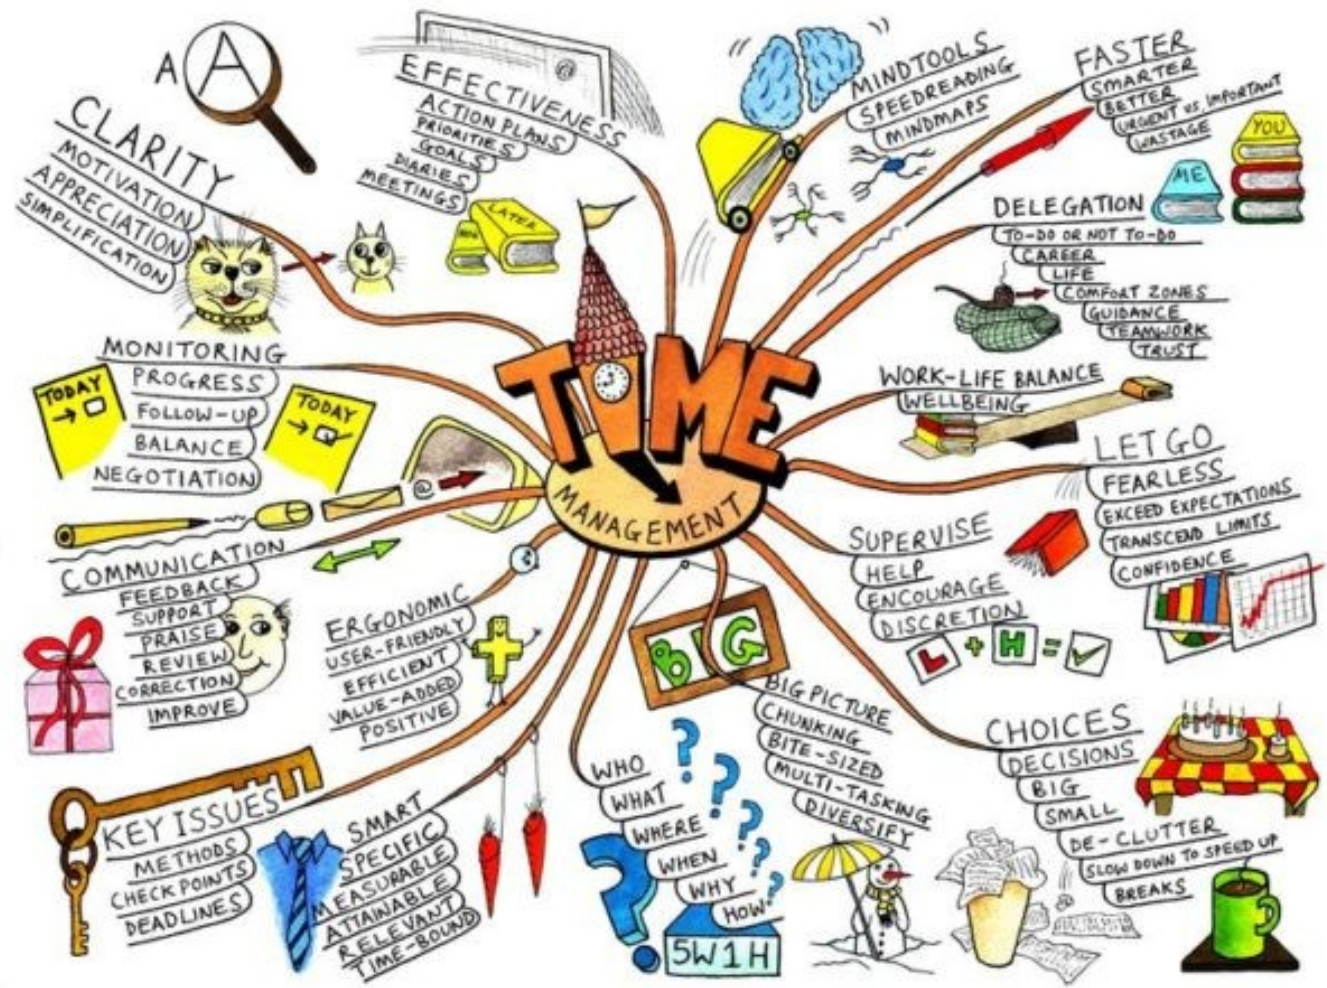 A A
CLARITY
MOTIVATION
APPRECIATION
SIMPLIFICATION
@
EFFECTIVENESS
ACTION PLANS
PRIORITIES
GOALS
DIARIES
MEETINGS
LATER
MINDTOOLS
SPEEDREADING
MINDMAPS
FASTER
SMARTER
BETTER
URGENT vs IMPORTANT
WASTAGE
YOU
ME
DELEGATION
TO-DO OR NOT TO-DO
CAREER
LIFE
COMFORT ZONES
GUIDANCE
TEAMWORK
TRUST
MONITORING
PROGRESS
FOLLOW-UP
BALANCE
NEGOTIATION
TODAY
TODAY
TIME
MANAGEMENT
WORK-LIFE BALANCE
WELLBEING
LET GO
FEARLESS
EXCEED EXPECTATIONS
TRANSCEND LIMITS
CONFIDENCE
@
COMMUNICATION
FEEDBACK
SUPPORT
PRAISE
REVIEW
CORRECTION
IMPROVE
ERGONOMIC
USER-FRIENDLY
EFFICIENT
VALUE-ADDED
POSITIVE
SUPERVISE
HELP
ENCOURAGE
DISCRETION
L + H = ✓
BIG
BIG PICTURE
CHUNKING
BITE-SIZED
MULTI-TASKING
DIVERSIFY
CHOICES
DECISIONS
BIG
SMALL
DE-CLUTTER
SLOW DOWN TO SPEED UP
BREAKS
KEY ISSUES
METHODS
CHECKPOINTS
DEADLINES
SMART
SPECIFIC
MEASURABLE
ATTAINABLE
RELEVANT
TIME-BOUND
WHO
WHAT
WHERE
WHEN
WHY
HOW
? ? ? ? ? ?
5W1H
@